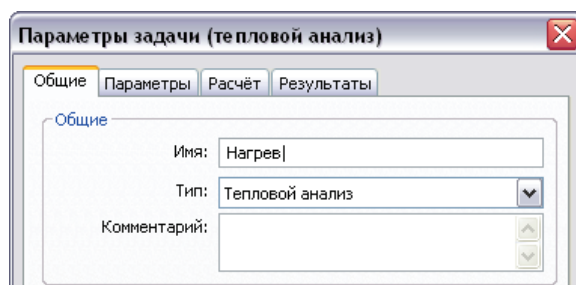 Параметры задачи (тепловой анализ)
Общие Параметры Расчёт Результаты
Общие
Имя: Нагрев
Тип: Тепловой анализ
Комментарий: